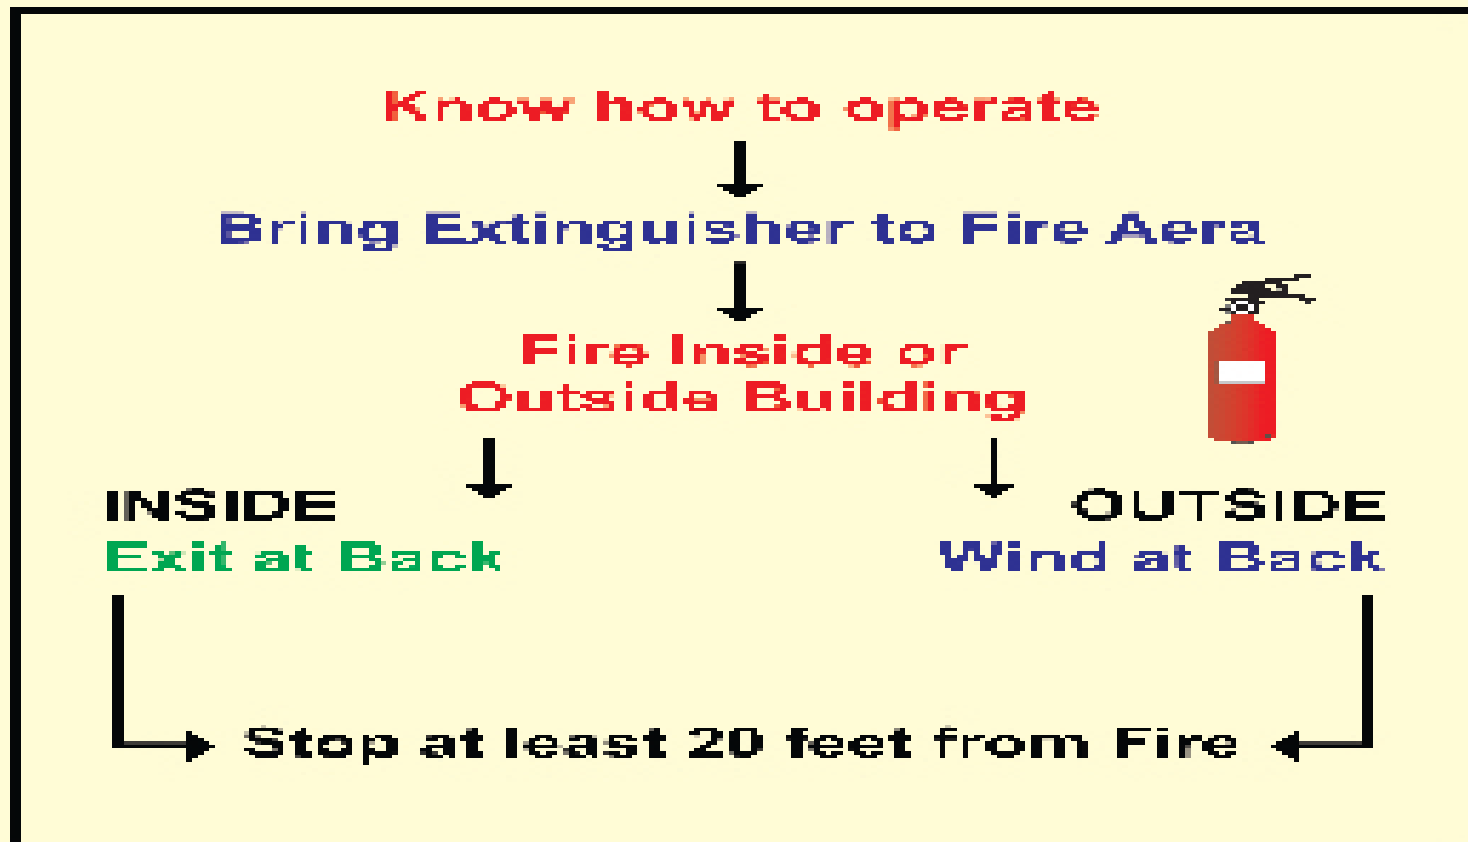 Know how to operate
Bring Extinguisher to Fire Aera
Fire Inside or
Outside Building
INSIDE
Exit at Back
OUTSIDE
Wind at Back
Stop at least 20 feet from Fire